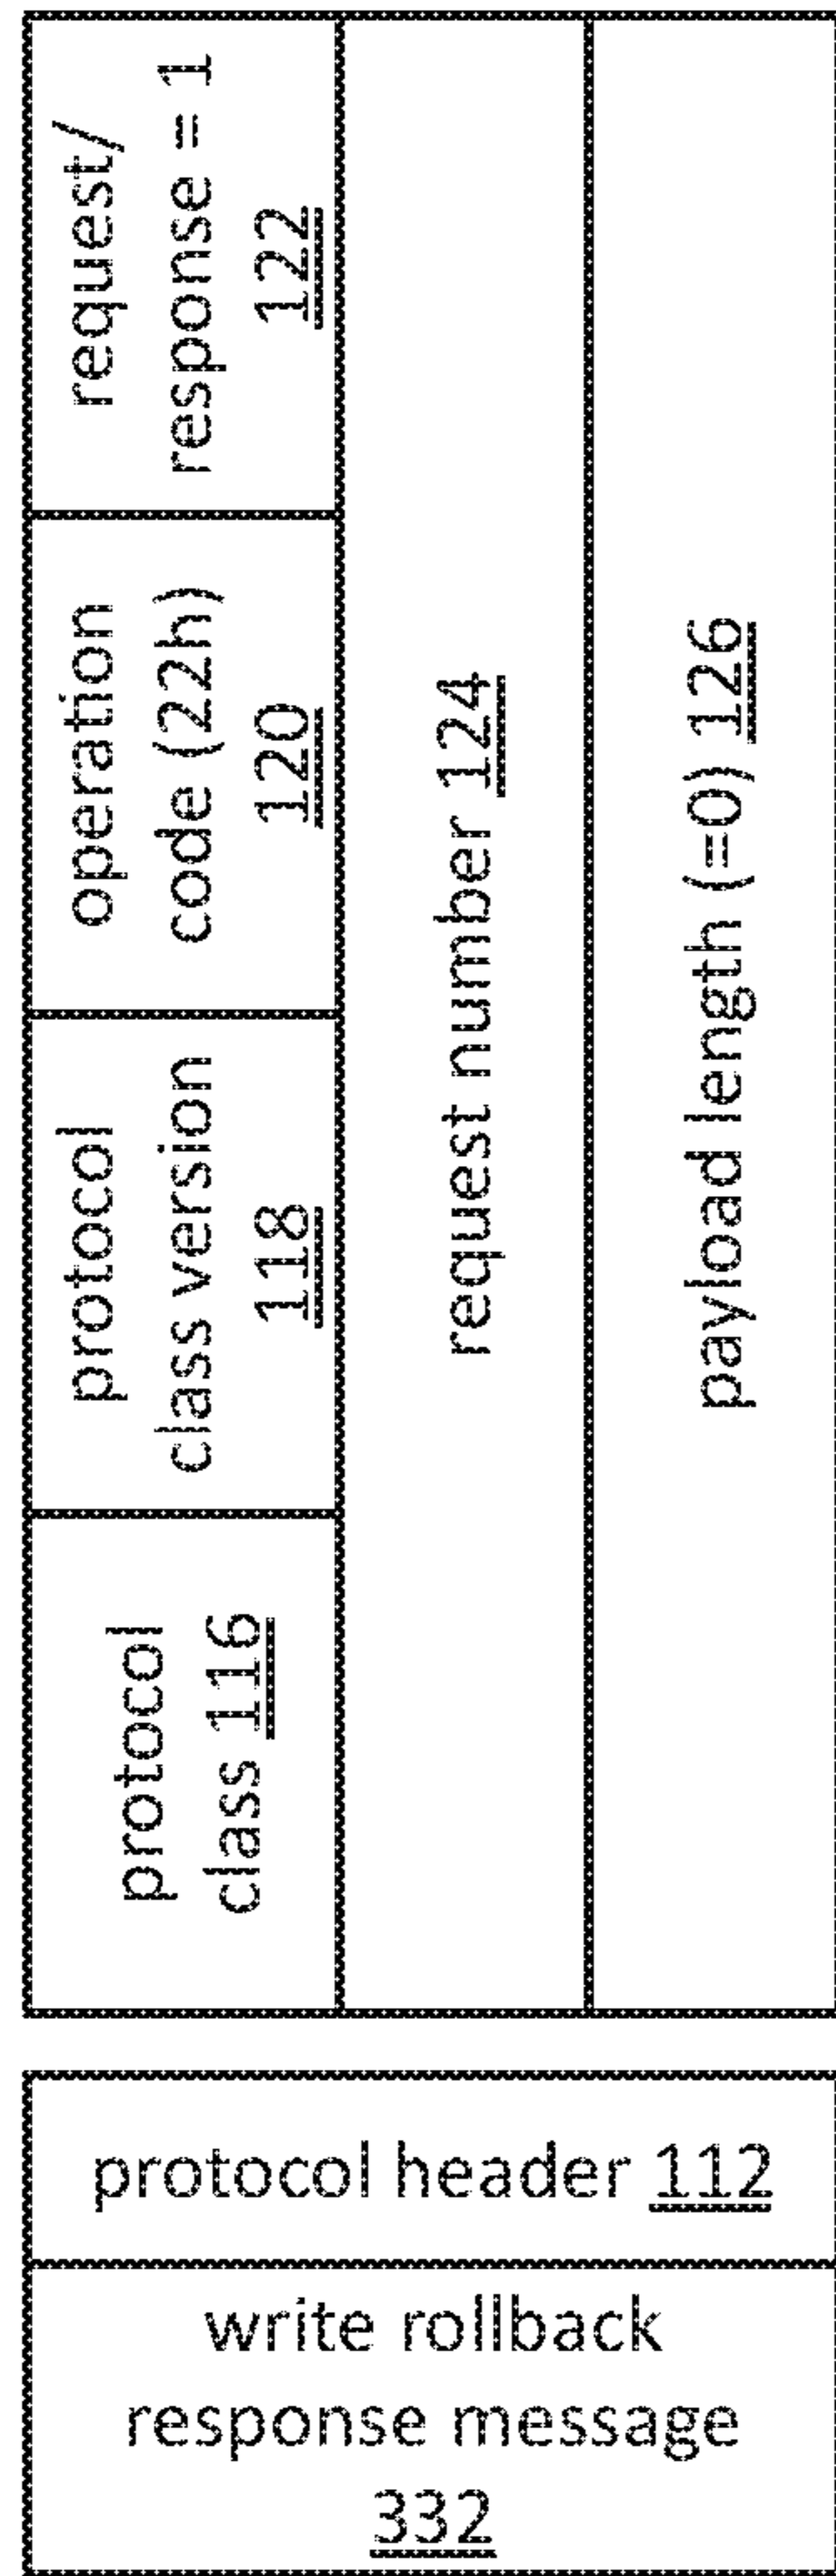 write rollback
response message
332
protocol header 112
protocol
class 116
protocol
class version
118
operation
code (22h)
120
request/
response = 1
122
request number 124
payload length (=0) 126